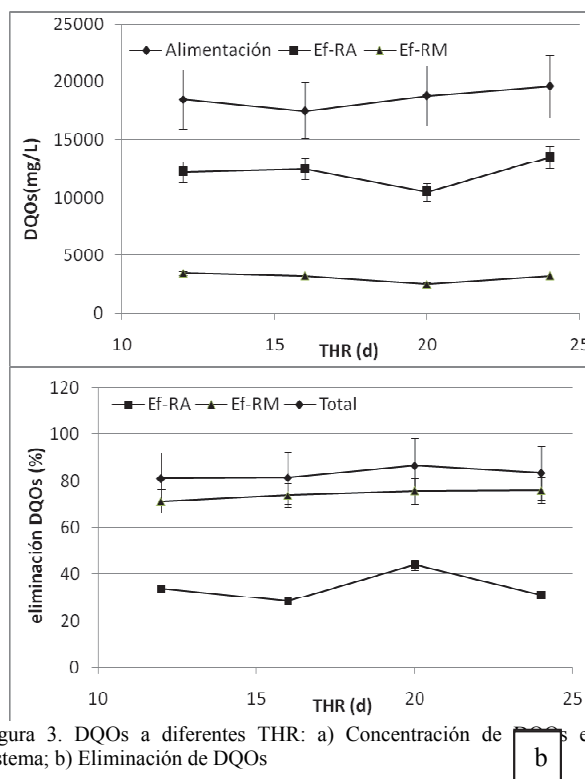 25000
Alimentación Ef-RA Ef-RM
20000
15000
10000
5000
0
DQOs(mg/L)
10 15 20 25
THR (d)
120
Ef-RA Ef-RM Total
100
80
60
40
20
0
eliminación DQOs (%)
10 15 20 25
THR (d)
gura 3. DQOs a diferentes THR: a) Concentración de DQOs e
stema; b) Eliminación de DQOs
b